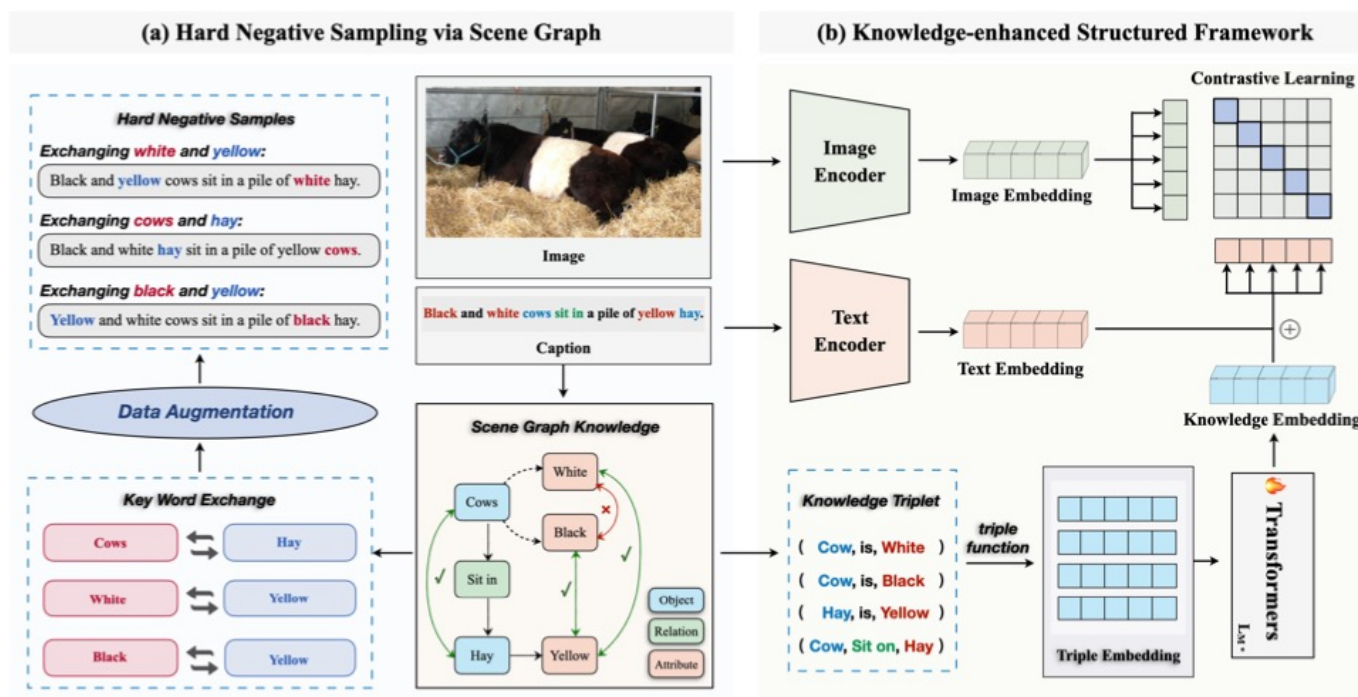 (a) Hard Negative Sampling via Scene Graph
Hard Negative Samples
Exchanging white and yellow:
Black and yellow cows sit in a pile of white hay.
Exchanging cows and hay:
Black and white hay sit in a pile of yellow cows.
Exchanging black and yellow:
Yellow and white cows sit in a pile of black hay.
Data Augmentation
Key Word Exchange
Cows
Hay
White
Yellow
Black
Yellow
Image
Black and white cows sit in a pile of yellow hay.
Caption
Scene Graph Knowledge
White
Cows
Black
Sit in
Hay
Yellow
Object
Relation
Attribute
(b) Knowledge-enhanced Structured Framework
Image
Encoder
Image Embedding
Contrastive Learning
Text
Encoder
Text Embedding
Knowledge Embedding
Knowledge Triplet
( Cow, is, White )
( Cow, is, Black )
( Hay, is, Yellow )
( Cow, Sit on, Hay )
triple
function
Triple Embedding
Transformers
L_M *